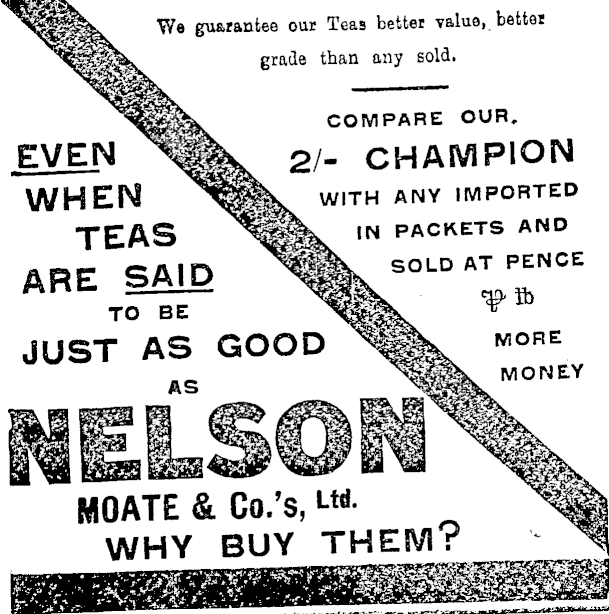 We guarantee our Teas better value, better
grade than any sold.
COMPARE OUR.
2/- CHAMPION
WITH ANY IMPORTED
IN PACKETS AND
SOLD AT PENCE
⅌ lb
MORE
MONEY
EVEN
WHEN
TEAS
ARE SAID
TO BE
JUST AS GOOD
AS
NELSON
MOATE & Co.'s, Ltd.
WHY BUY THEM?